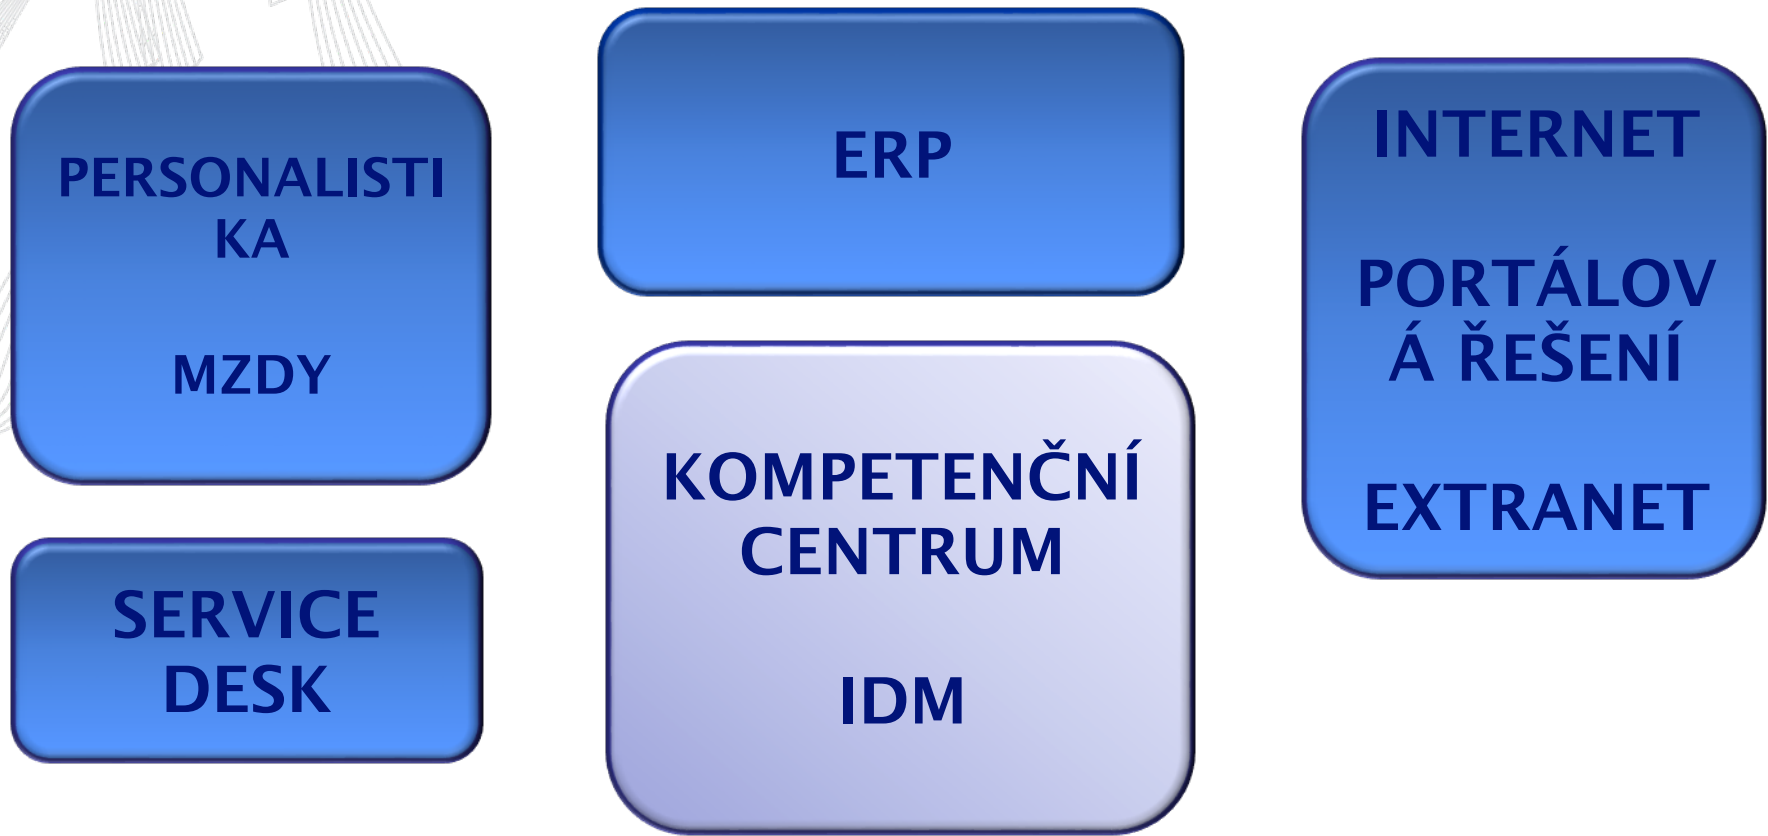 PERSONALISTI
KA
MZDY
SERVICE
DESK
ERP
KOMPETENČNÍ
CENTRUM
IDM
INTERNET
PORTÁLOV
Á ŘEŠENÍ
EXTRANET